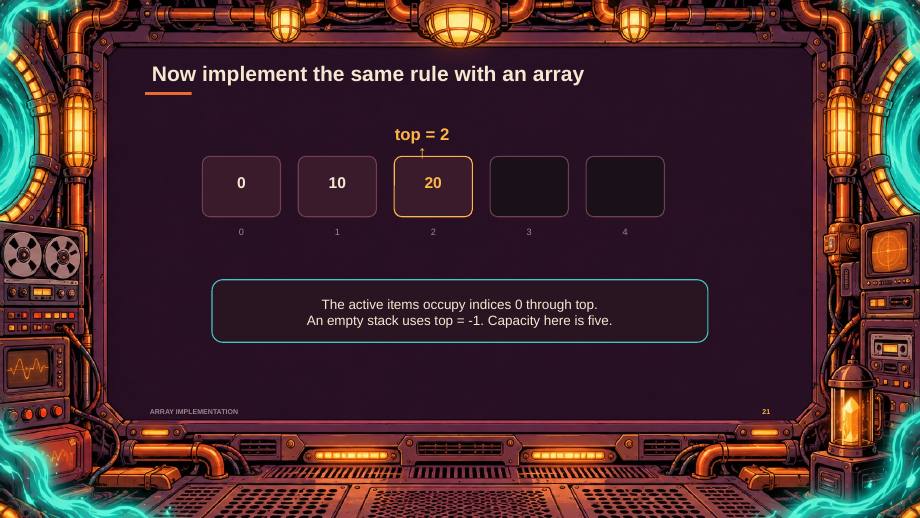 Now implement the same rule with an array
top = 2
↑
0 10 20
0 1 2 3 4
The active items occupy indices 0 through top.
An empty stack uses top = -1. Capacity here is five.
ARRAY IMPLEMENTATION 21